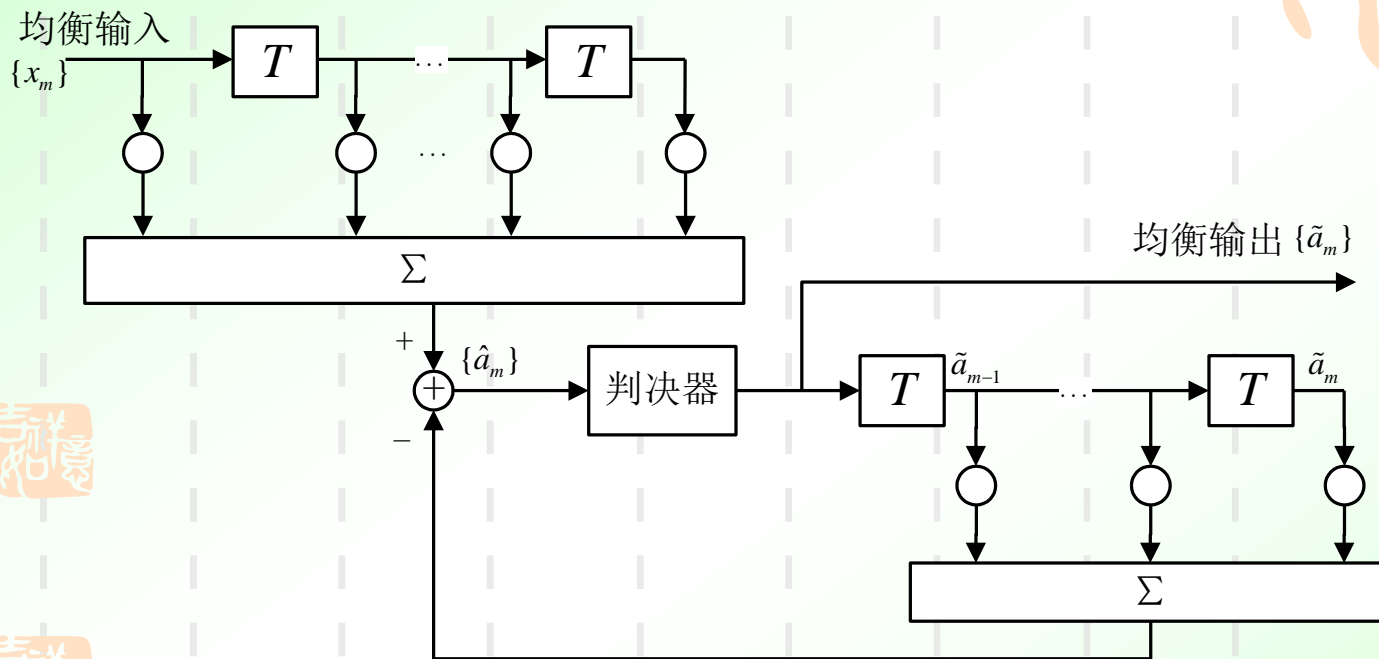 均衡输入
{x_m}
T
...
T
...
Σ
均衡输出 {ã_m}
+
{â_m}
+
判决器
T
ã_{m−1}
...
T
ã_m
−
Σ